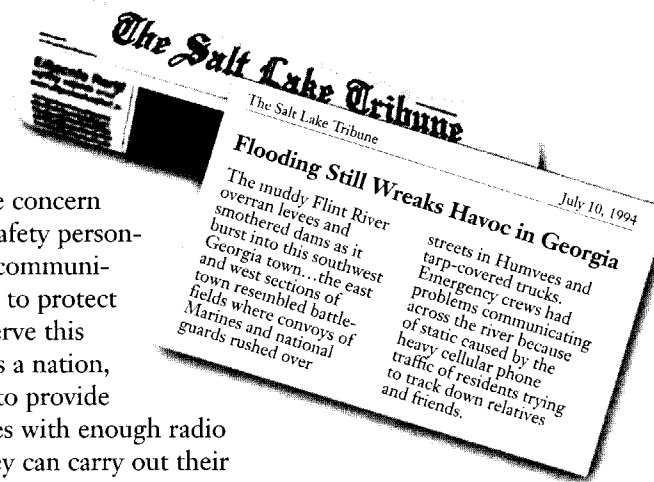 The Salt Lake Tribune
The Salt Lake Tribune
July 10, 1994
Flooding Still Wreaks Havoc in Georgia
The muddy Flint River
overran levees and
smothered dams as it
burst into this southwest
Georgia town...the east
and west sections of
town resembled battle-
fields where convoys of
Marines and national
guards rushed over
streets in Humvees and
tarp-covered trucks.
Emergency crews had
problems communicating
across the river because
of static caused by the
heavy cellular phone
traffic of residents trying
to track down relatives
and friends.
e concern
afety person-
communi-
to protect
erve this
s a nation,
to provide
es with enough radio
ey can carry out their